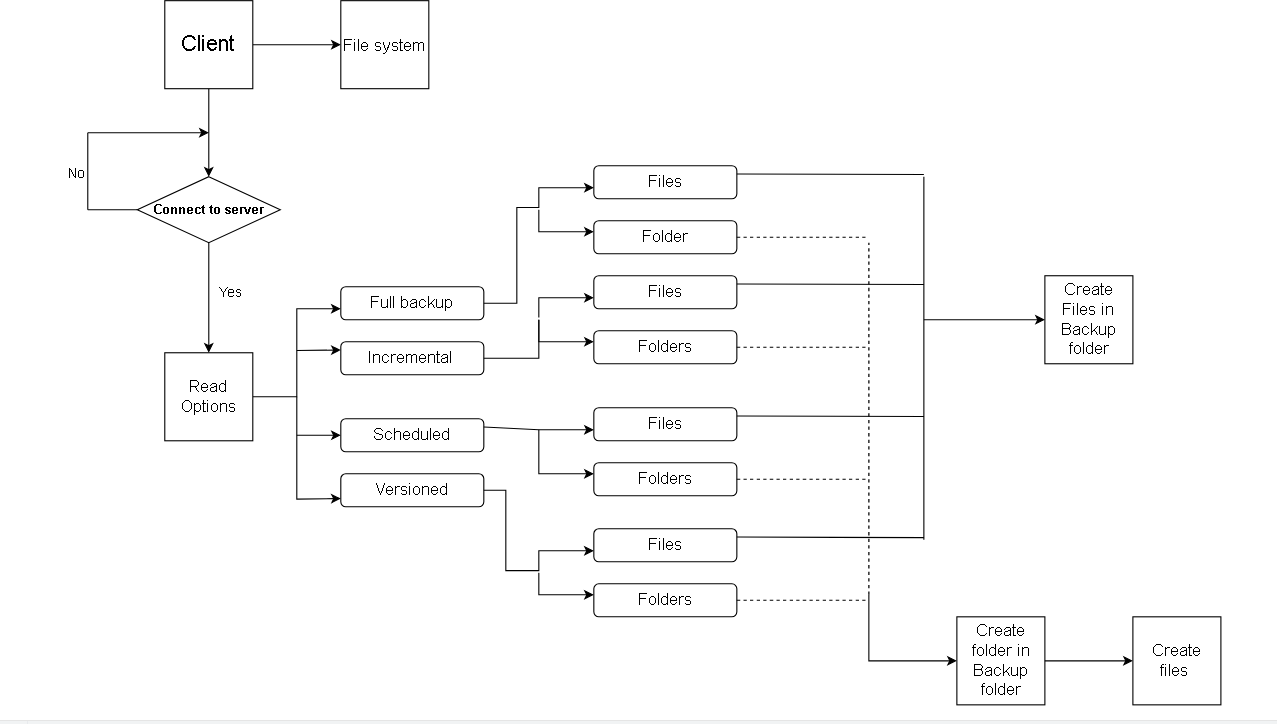 Client
File system
No
Connect to server
Yes
Read
Options
Full backup
Incremental
Scheduled
Versioned
Files
Folder
Files
Folders
Files
Folders
Files
Folders
Create
Files in
Backup
folder
Create
folder in
Backup
folder
Create
files